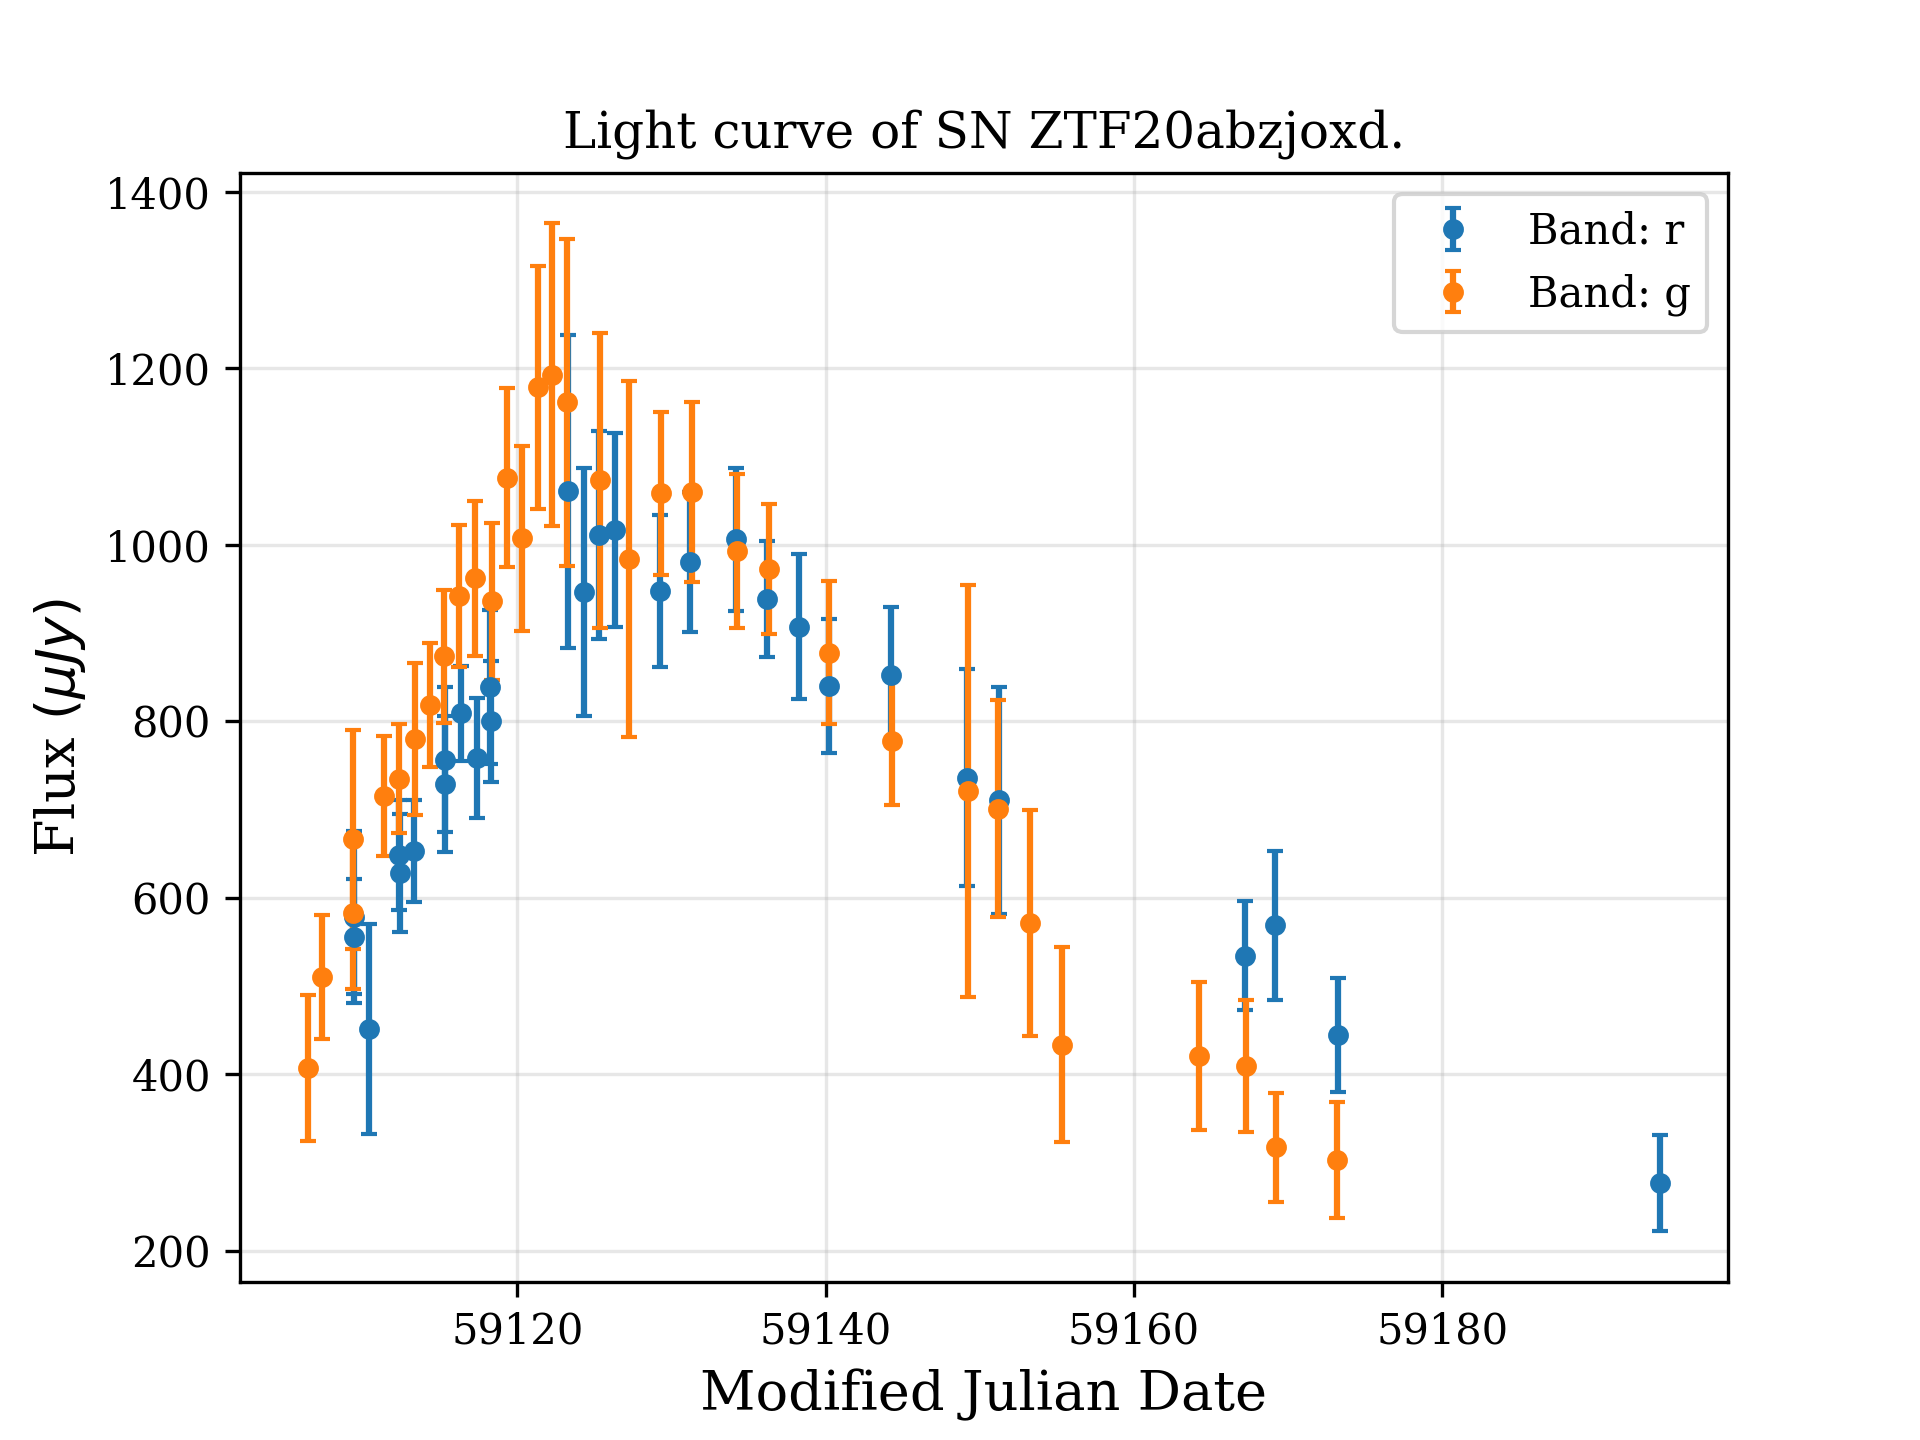 Light curve of SN ZTF20abzjoxd.
1400
1200
1000
800
600
400
200
Flux (μJy)
Band: r
Band: g
59120 59140 59160 59180
Modified Julian Date